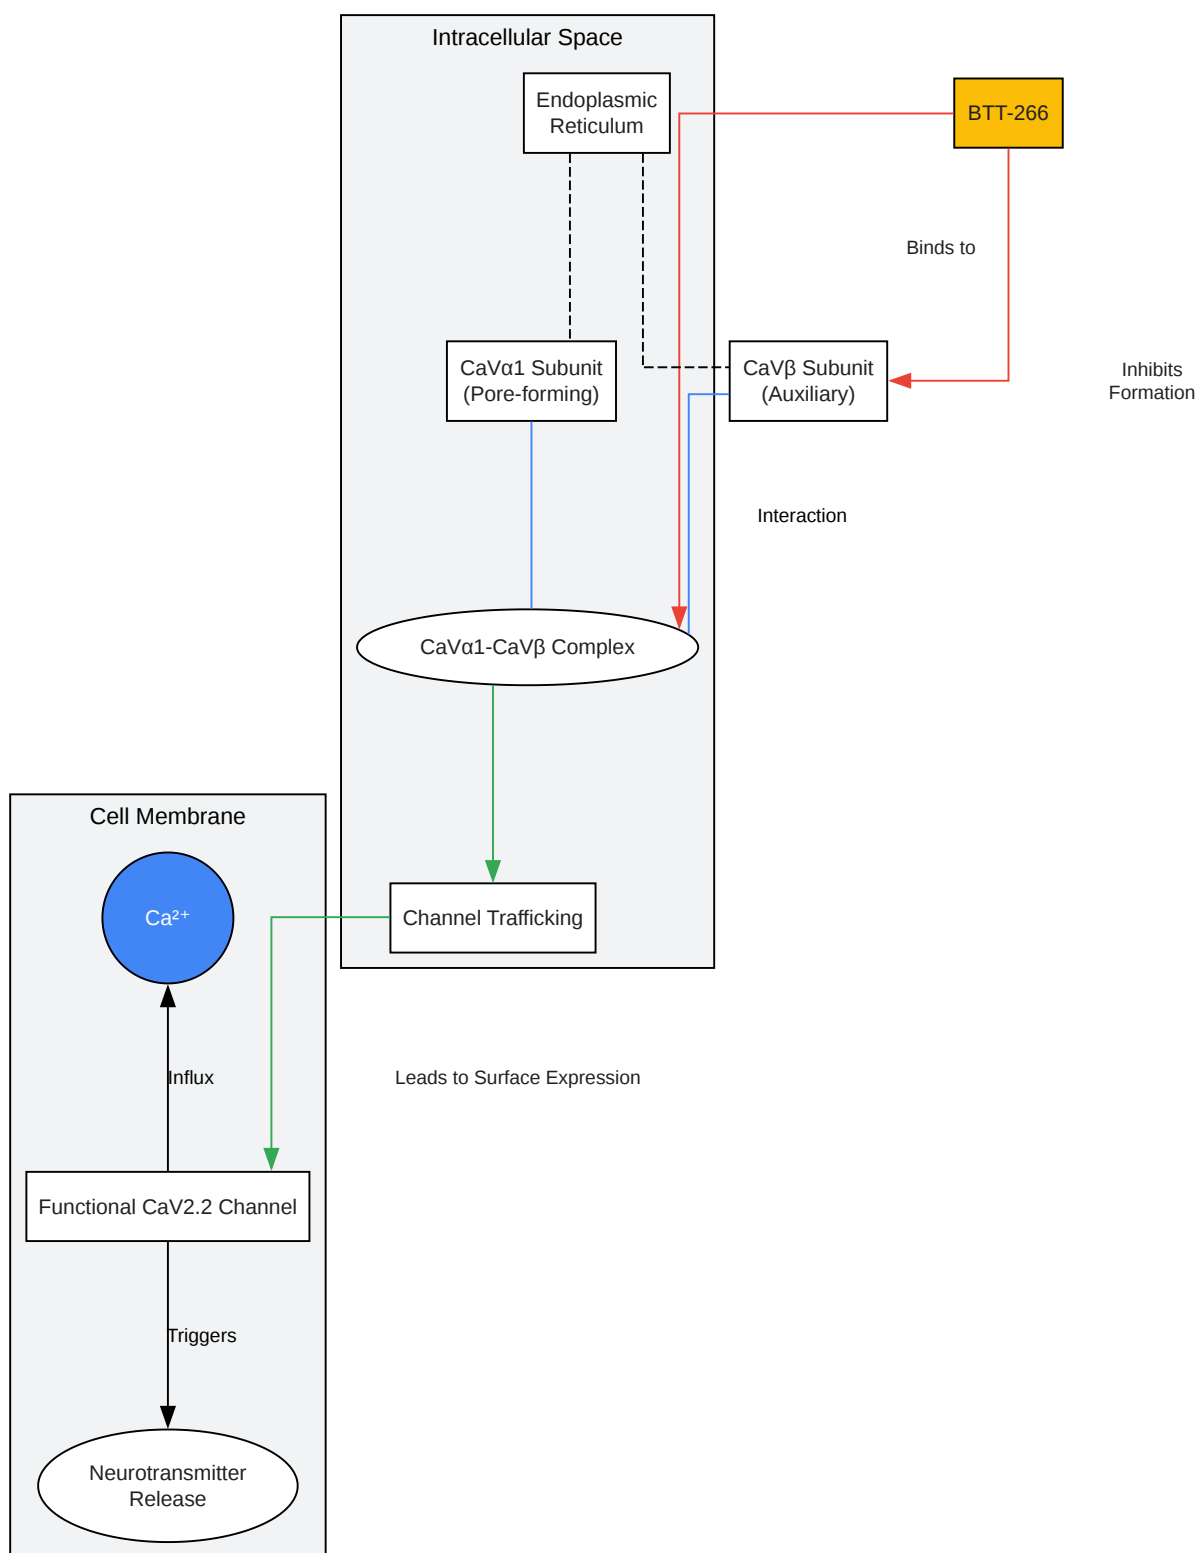 Intracellular Space
Endoplasmic
Reticulum
BTT-266
Binds to
CaVα1 Subunit
(Pore-forming)
CaVβ Subunit
(Auxiliary)
Inhibits
Formation
Interaction
CaVα1-CaVβ Complex
Cell Membrane
Ca²⁺
Channel Trafficking
Influx
Leads to Surface Expression
Functional CaV2.2 Channel
Triggers
Neurotransmitter
Release